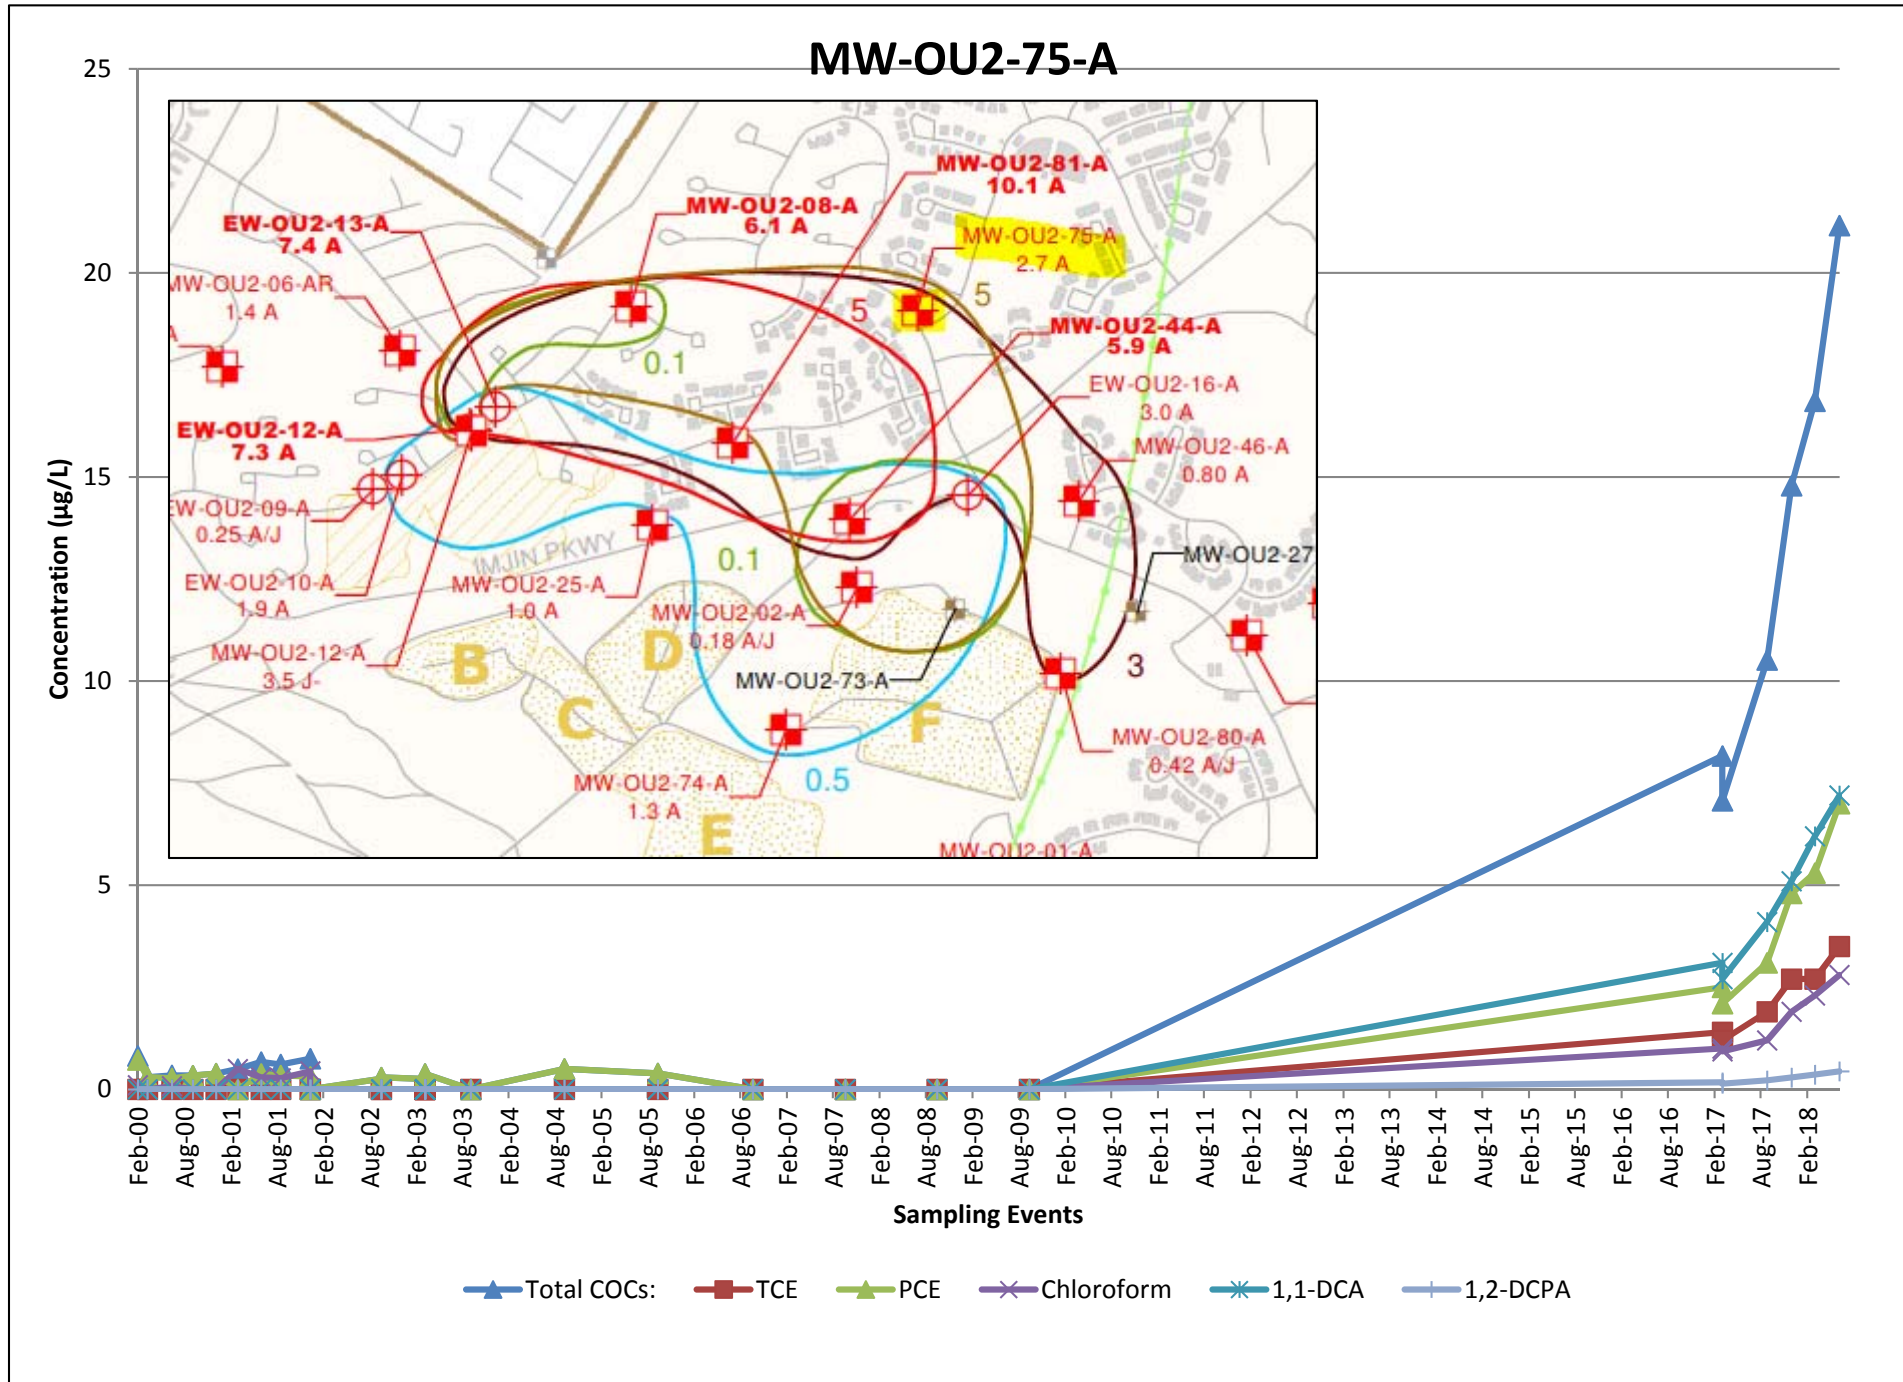 MW-OU2-75-A
25
20
15
10
5
0
Concentration (µg/L)
MW-OU2-81-A
10.1 A
MW-OU2-08-A
6.1 A
EW-OU2-13-A
7.4 A
MW-OU2-75-A
2.7 A
MW-OU2-06-AR
1.4 A
A
5
5
MW-OU2-44-A
5.9 A
0.1
EW-OU2-16-A
3.0 A
EW-OU2-12-A
7.3 A
MW-OU2-46-A
0.80 A
EW-OU2-09-A
0.25 A/J
IMJIN PKWY
0.1
MW-OU2-27
EW-OU2-10-A
1.9 A
MW-OU2-25-A
1.0 A
MW-OU2-02-A
0.18 A/J
MW-OU2-12-A
3.5 J-
B
D
MW-OU2-73-A
3
C
F
MW-OU2-80-A
0.42 A/J
MW-OU2-74-A
1.3 A
0.5
E
MW-OU2-01-A
Feb-00
Aug-00
Feb-01
Aug-01
Feb-02
Aug-02
Feb-03
Aug-03
Feb-04
Aug-04
Feb-05
Aug-05
Feb-06
Aug-06
Feb-07
Aug-07
Feb-08
Aug-08
Feb-09
Aug-09
Feb-10
Aug-10
Feb-11
Aug-11
Feb-12
Aug-12
Feb-13
Aug-13
Feb-14
Aug-14
Feb-15
Aug-15
Feb-16
Aug-16
Feb-17
Aug-17
Feb-18
Sampling Events
Total COCs:
TCE
PCE
Chloroform
1,1-DCA
1,2-DCPA